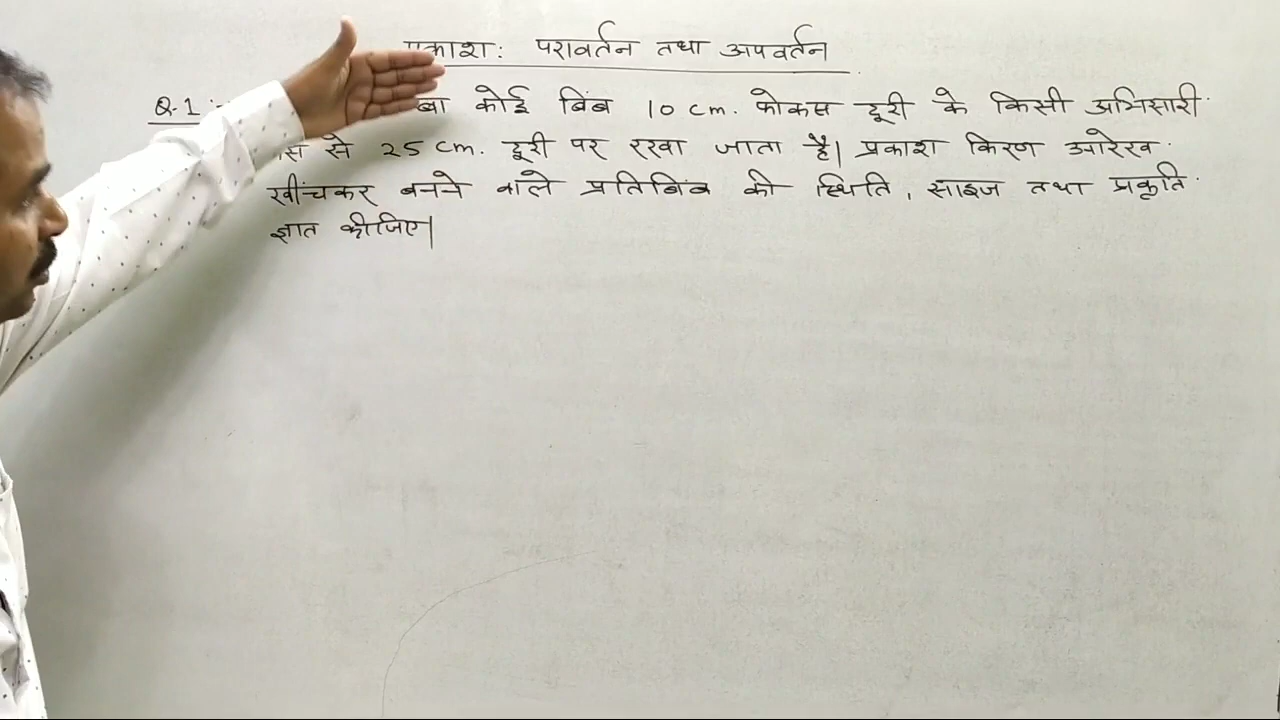 प्रकाश: परावर्तन तथा अपवर्तन
Q.1 :- कोई बिंब 10 cm. फोकस दूरी के किसी अभिसारी
से 25 cm. दूरी पर रखा जाता है। प्रकाश किरण आरेख
खींचकर बनने वाले प्रतिबिंब की स्थिति, साइज तथा प्रकृति
ज्ञात कीजिए।